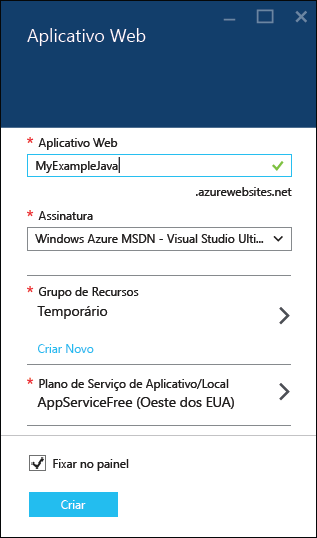 Aplicativo Web
* Aplicativo Web
MyExampleJava
.azurewebsites.net
* Assinatura
Windows Azure MSDN - Visual Studio Ulti...
* Grupo de Recursos
Temporário
Criar Novo
* Plano de Serviço de Aplicativo/Local
AppServiceFree (Oeste dos EUA)
Fixar no painel
Criar